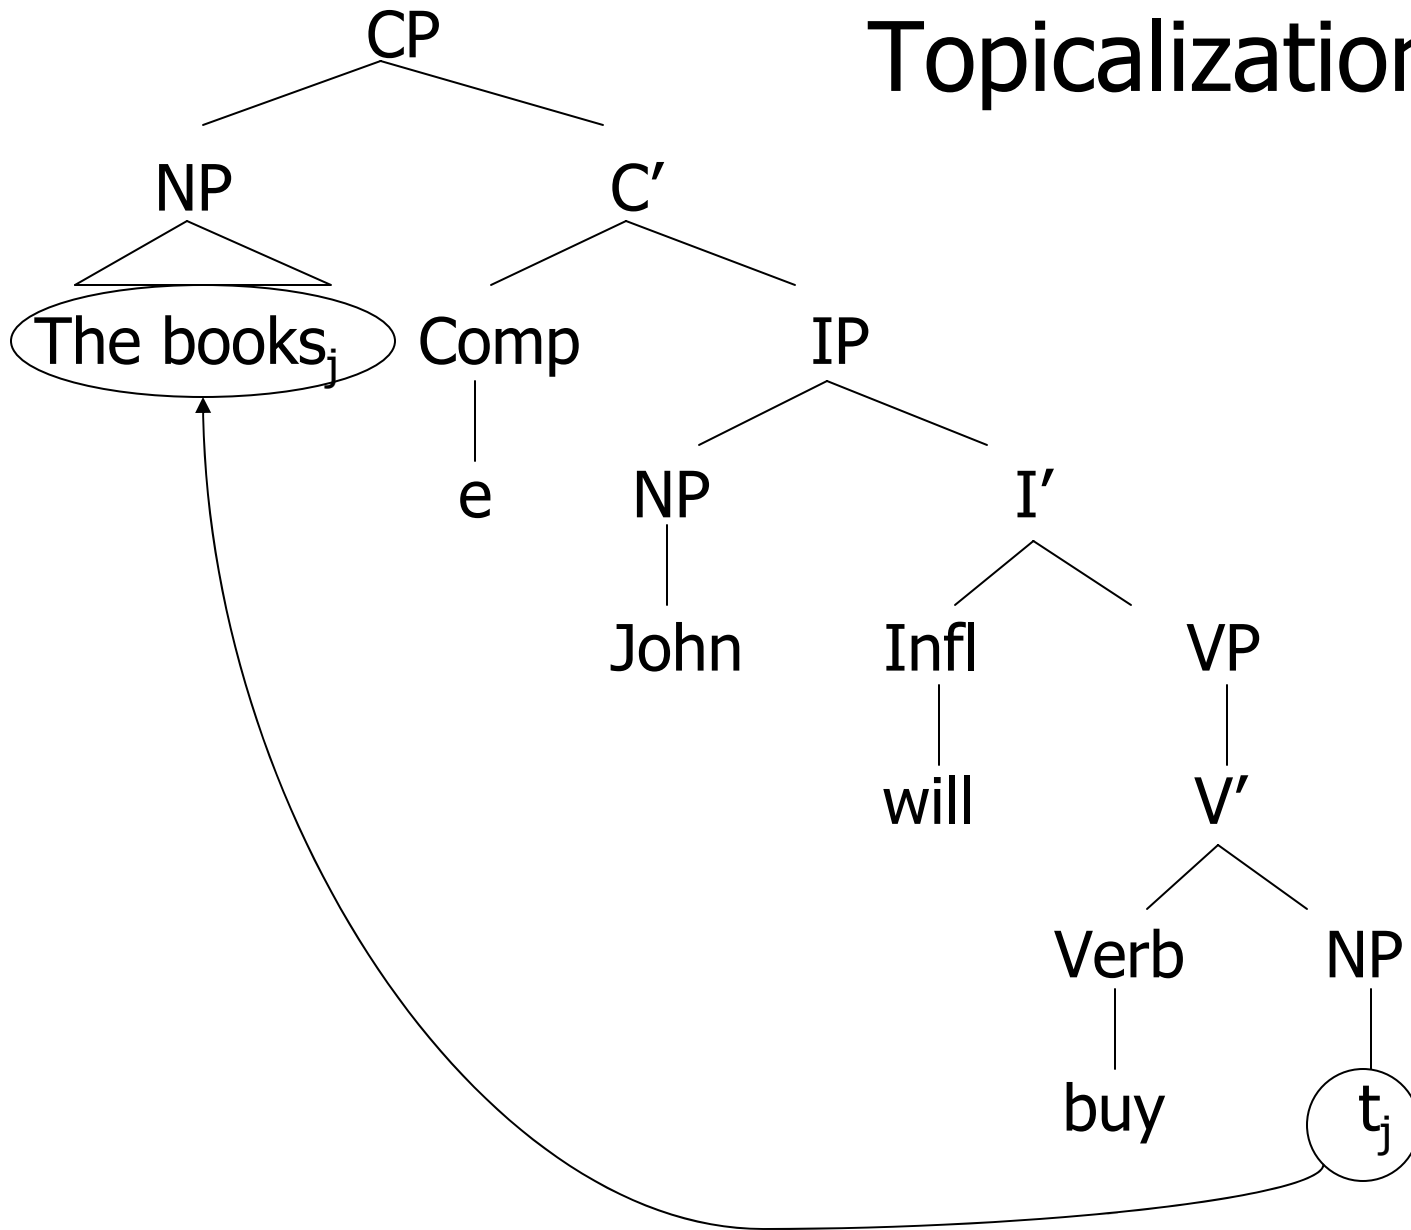 Topicalization
CP
NP C′
The booksj Comp IP
e NP I′
John Infl VP
will V′
Verb NP
buy tj